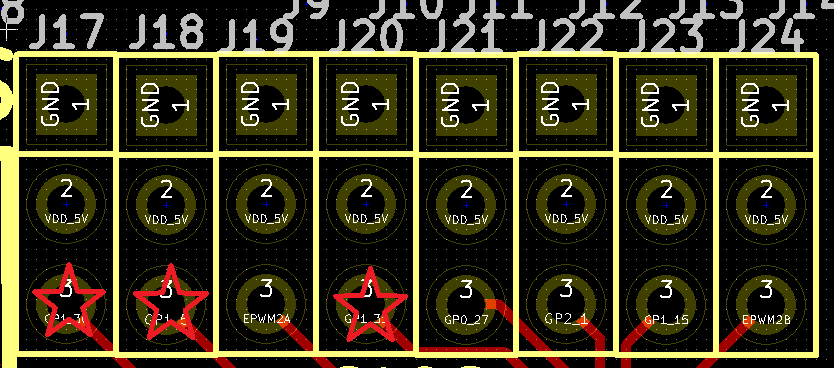 J17 J18 J19 J20 J21 J22 J23 J24
GND GND GND GND GND GND GND GND
1 1 1 1 1 1 1 1
2 2 2 2 2 2 2 2
VDD_5V VDD_5V VDD_5V VDD_5V VDD_5V VDD_5V VDD_5V VDD_5V
3 3 3 3 3 3 3 3
EPWM2A GP0_27 GP2_1 GP1_15 EPWM2B